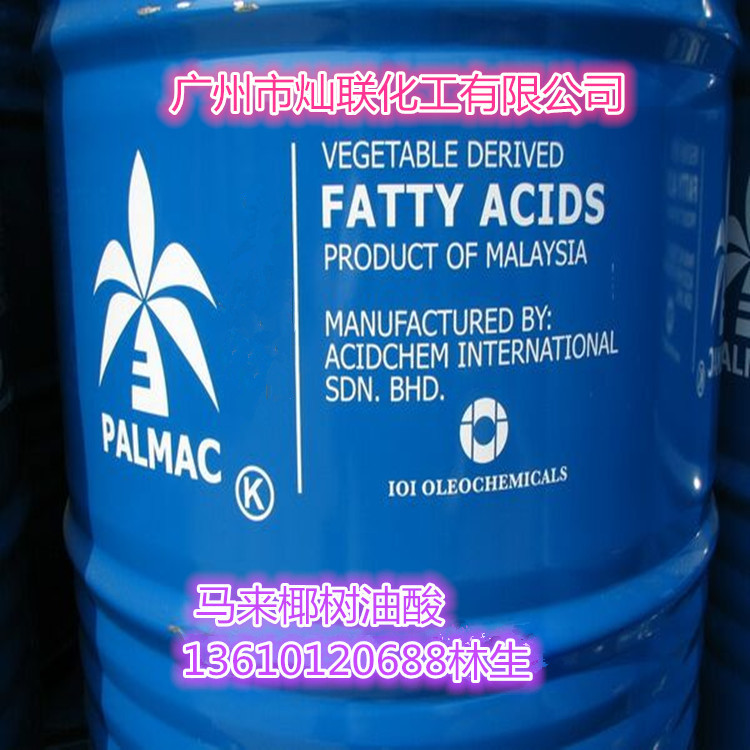 广州市灿联化工有限公司
VEGETABLE DERIVED
FATTY ACIDS
PRODUCT OF MALAYSIA
MANUFACTURED BY:
ACIDCHEM INTERNATIONAL
SDN. BHD.
PALMAC
K
IOI OLEOCHEMICALS
马来椰树油酸
13610120688林生